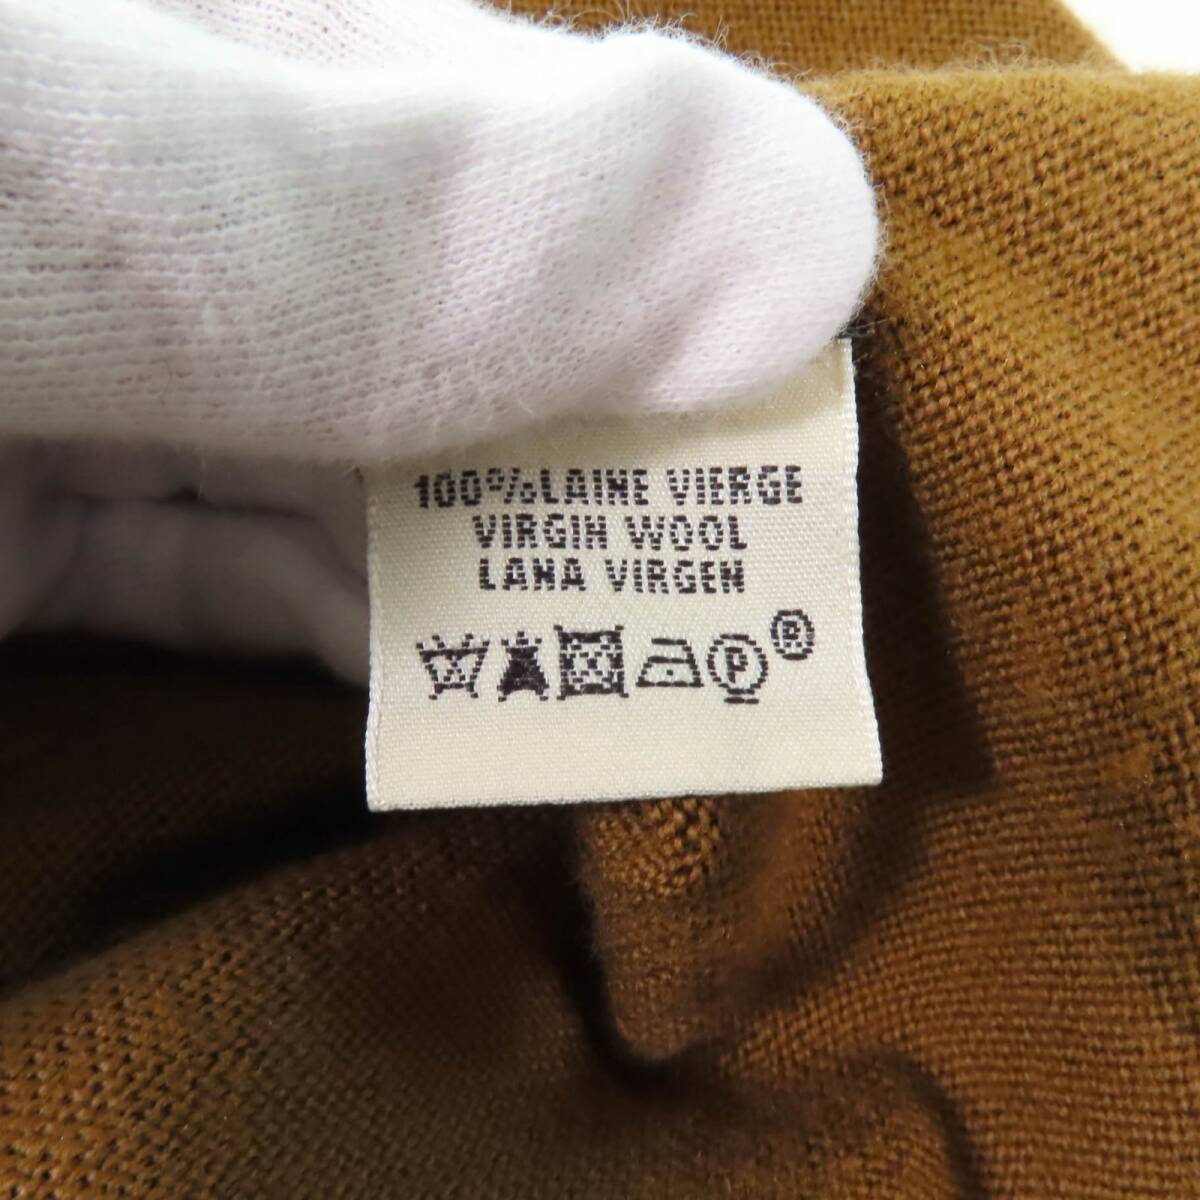 100%LAINE VIERGE
VIRGIN WOOL
LANA VIRGEN
P ®